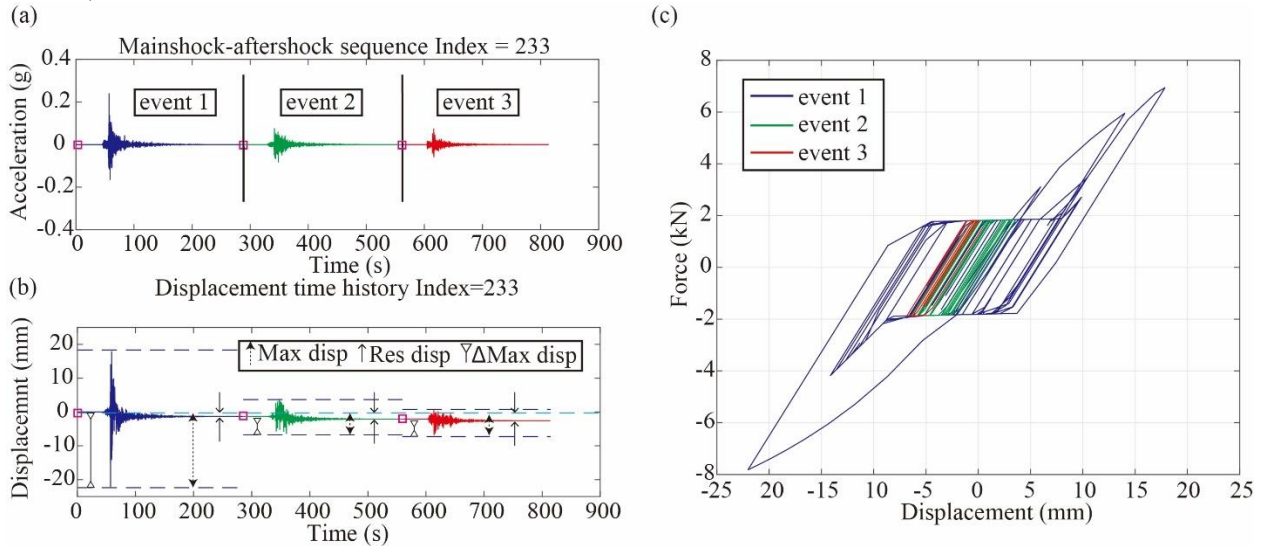 (a)
Mainshock-aftershock sequence Index = 233
0.4
0.2
0
-0.2
-0.4
Acceleration (g)
event 1
event 2
event 3
0 100 200 300 400 500 600 700 800 900
Time (s)
(b)
Displacement time history Index=233
20
10
0
-10
-20
Displacemnt (mm)
Max disp Res disp ΔMax disp
0 100 200 300 400 500 600 700 800 900
Time (s)
(c)
8
6
4
2
0
-2
-4
-6
-8
Force (kN)
event 1
event 2
event 3
-25 20 -15 -10 -5 0 5 10 15 20 25
Displacement (mm)